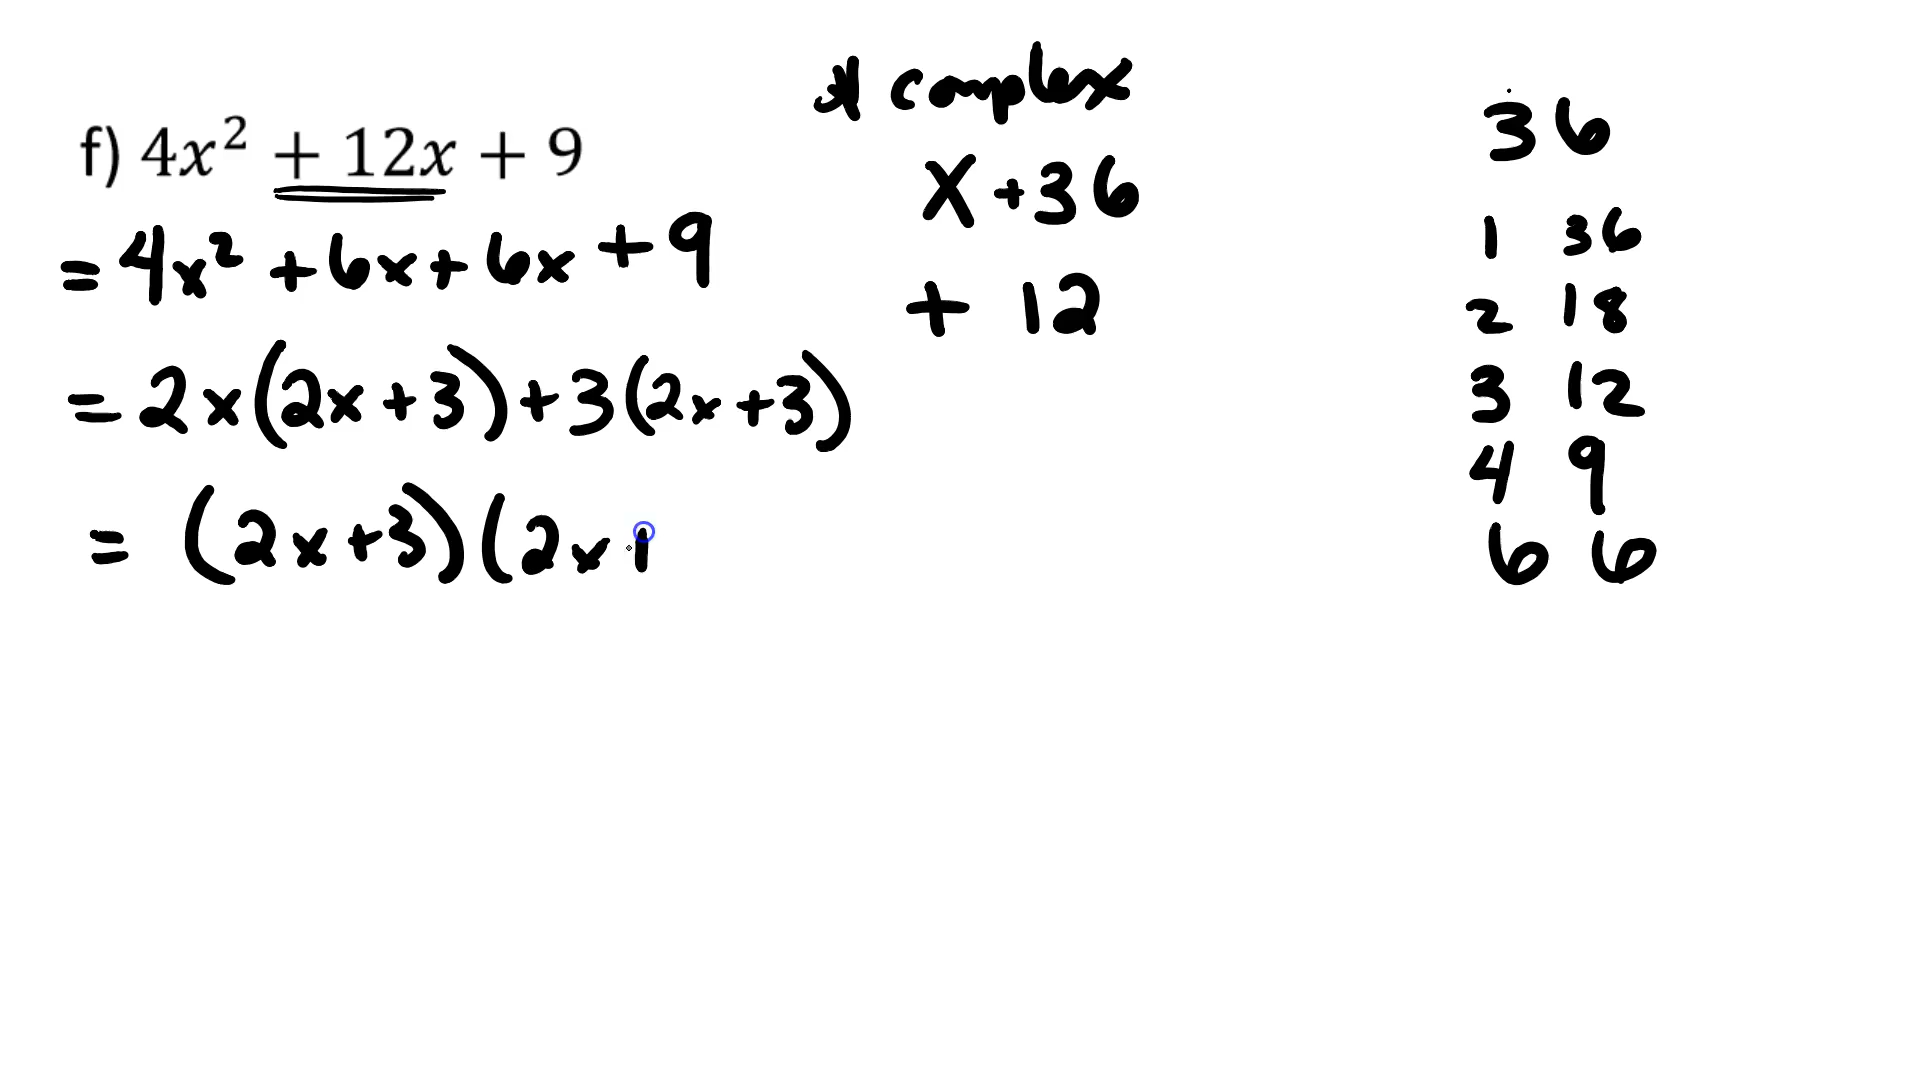 f) 4x² + 12x + 9
= 4x² + 6x + 6x + 9
= 2x(2x + 3) + 3(2x + 3)
= (2x + 3)(2x
* complex
x + 36
+ 12
36
1 36
2 18
3 12
4 9
6 6